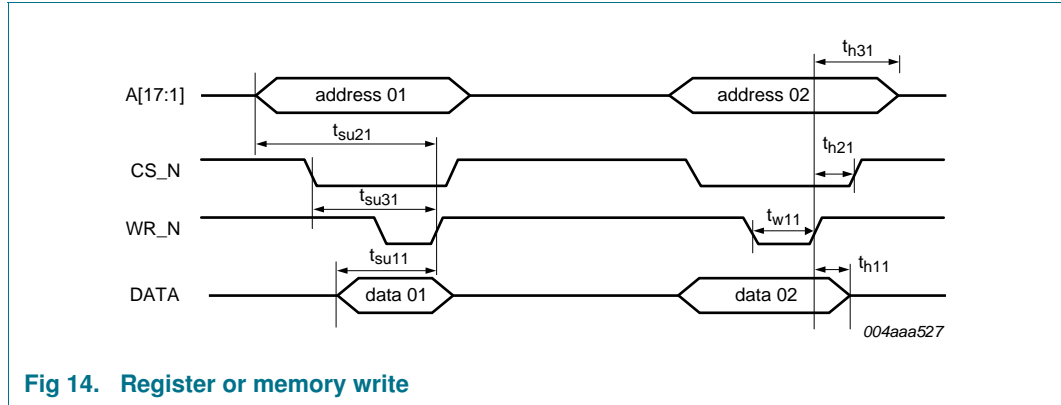 th31
A[17:1]
address 01
address 02
tsu21
th21
CS_N
tsu31
tw11
WR_N
tsu11
th11
DATA
data 01
data 02
004aaa527
Fig 14. Register or memory write